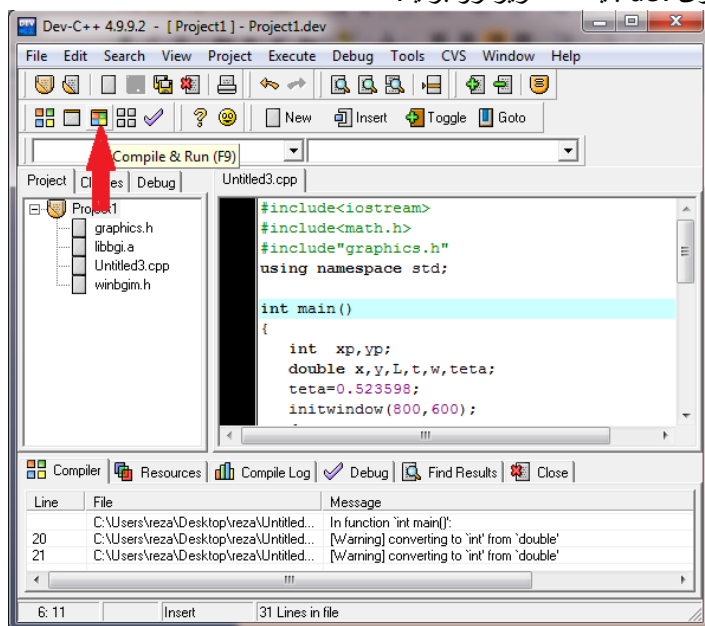 Dev-C++ 4.9.9.2 - [ Project1 ] - Project1.dev
File Edit Search View Project Execute Debug Tools CVS Window Help
New Insert Toggle Goto
Compile & Run (F9)
Project Classes Debug Untitled3.cpp
Project1
graphics.h
libbgi.a
Untitled3.cpp
winbgim.h
#include<iostream>
#include<math.h>
#include"graphics.h"
using namespace std;
int main()
{
int xp,yp;
double x,y,L,t,w,teta;
teta=0.523598;
initwindow(800,600);
Compiler Resources Compile Log Debug Find Results Close
Line File Message
C:\Users\reza\Desktop\reza\Untitled... In function `int main()':
20 C:\Users\reza\Desktop\reza\Untitled... [Warning] converting to `int' from `double'
21 C:\Users\reza\Desktop\reza\Untitled... [Warning] converting to `int' from `double'
6: 11 Insert 31 Lines in file